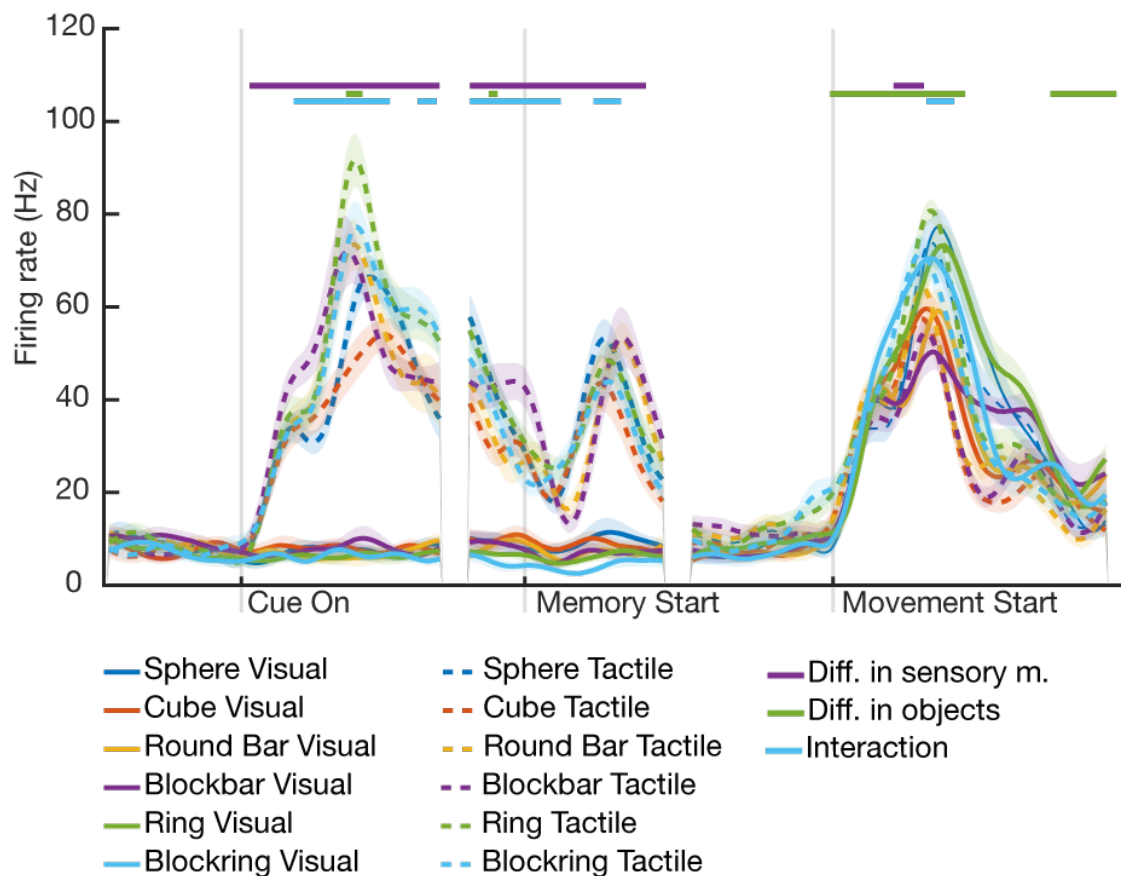 120
100
80
60
40
20
0
Firing rate (Hz)
Cue On
Memory Start
Movement Start
Sphere Visual
Cube Visual
Round Bar Visual
Blockbar Visual
Ring Visual
Blockring Visual
Sphere Tactile
Cube Tactile
Round Bar Tactile
Blockbar Tactile
Ring Tactile
Blockring Tactile
Diff. in sensory m.
Diff. in objects
Interaction